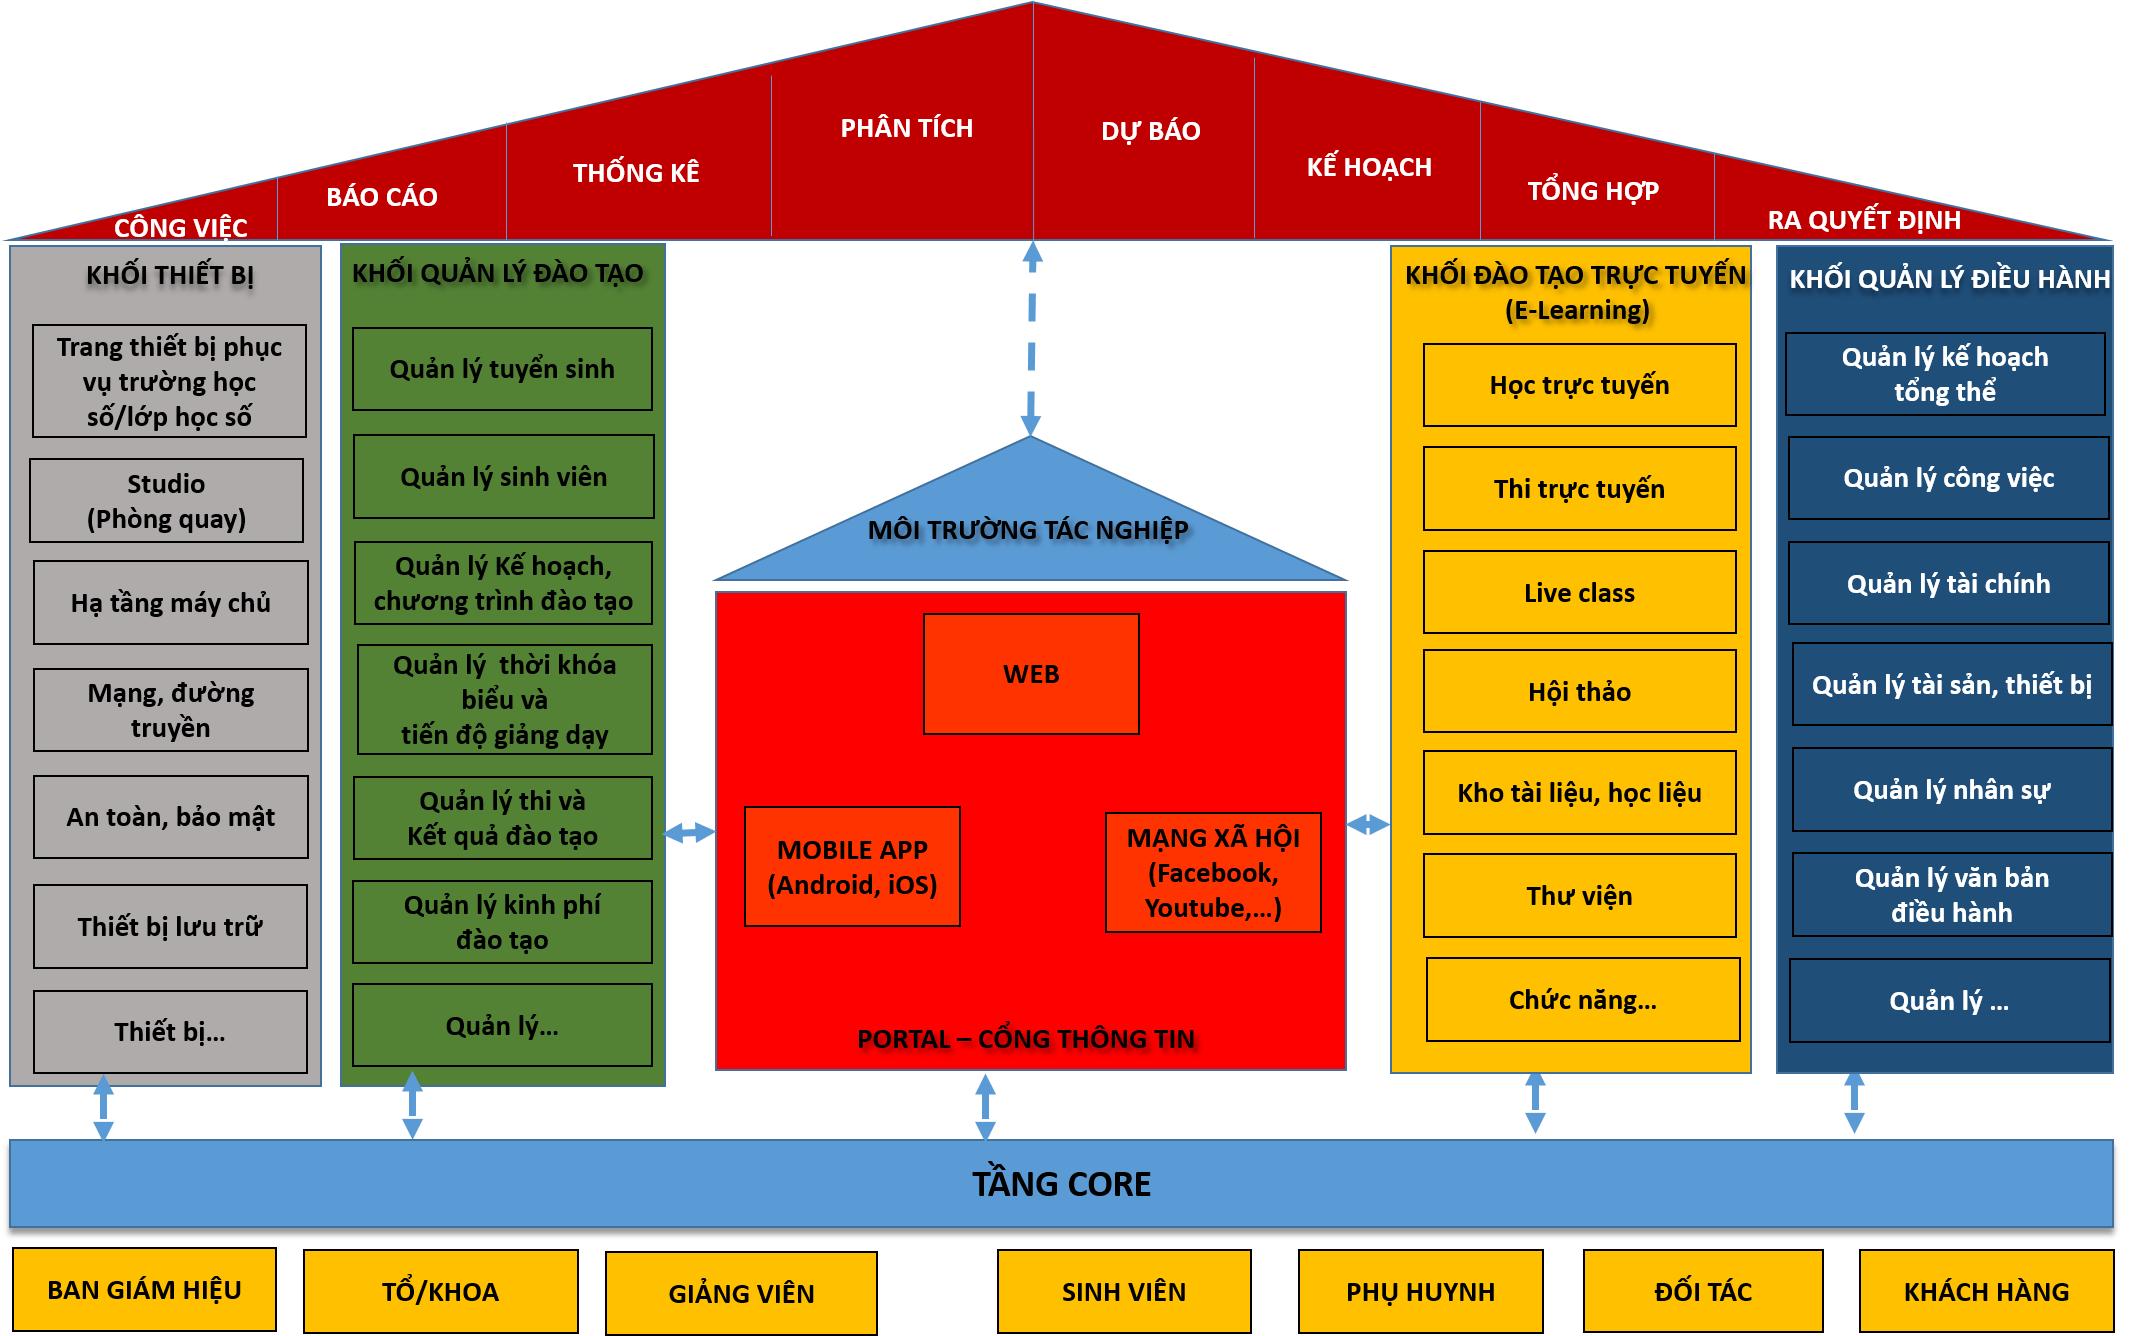 PHÂN TÍCH
DỰ BÁO
THỐNG KÊ
KẾ HOẠCH
BÁO CÁO
TỔNG HỢP
CÔNG VIỆC
RA QUYẾT ĐỊNH
KHỐI THIẾT BỊ
Trang thiết bị phục
vụ trường học
số/lớp học số
Studio
(Phòng quay)
Hạ tầng máy chủ
Mạng, đường
truyền
An toàn, bảo mật
Thiết bị lưu trữ
Thiết bị...
KHỐI QUẢN LÝ ĐÀO TẠO
Quản lý tuyển sinh
Quản lý sinh viên
Quản lý Kế hoạch,
chương trình đào tạo
Quản lý  thời khóa
biểu và
tiến độ giảng dạy
Quản lý thi và
Kết quả đào tạo
Quản lý kinh phí
đào tạo
Quản lý...
MÔI TRƯỜNG TÁC NGHIỆP
WEB
MOBILE APP
(Android, iOS)
MẠNG XÃ HỘI
(Facebook,
Youtube,...)
PORTAL – CỔNG THÔNG TIN
KHỐI ĐÀO TẠO TRỰC TUYẾN
(E-Learning)
Học trực tuyến
Thi trực tuyến
Live class
Hội thảo
Kho tài liệu, học liệu
Thư viện
Chức năng...
KHỐI QUẢN LÝ ĐIỀU HÀNH
Quản lý kế hoạch
tổng thể
Quản lý công việc
Quản lý tài chính
Quản lý tài sản, thiết bị
Quản lý nhân sự
Quản lý văn bản
điều hành
Quản lý ...
TẦNG CORE
BAN GIÁM HIỆU
TỔ/KHOA
GIẢNG VIÊN
SINH VIÊN
PHỤ HUYNH
ĐỐI TÁC
KHÁCH HÀNG